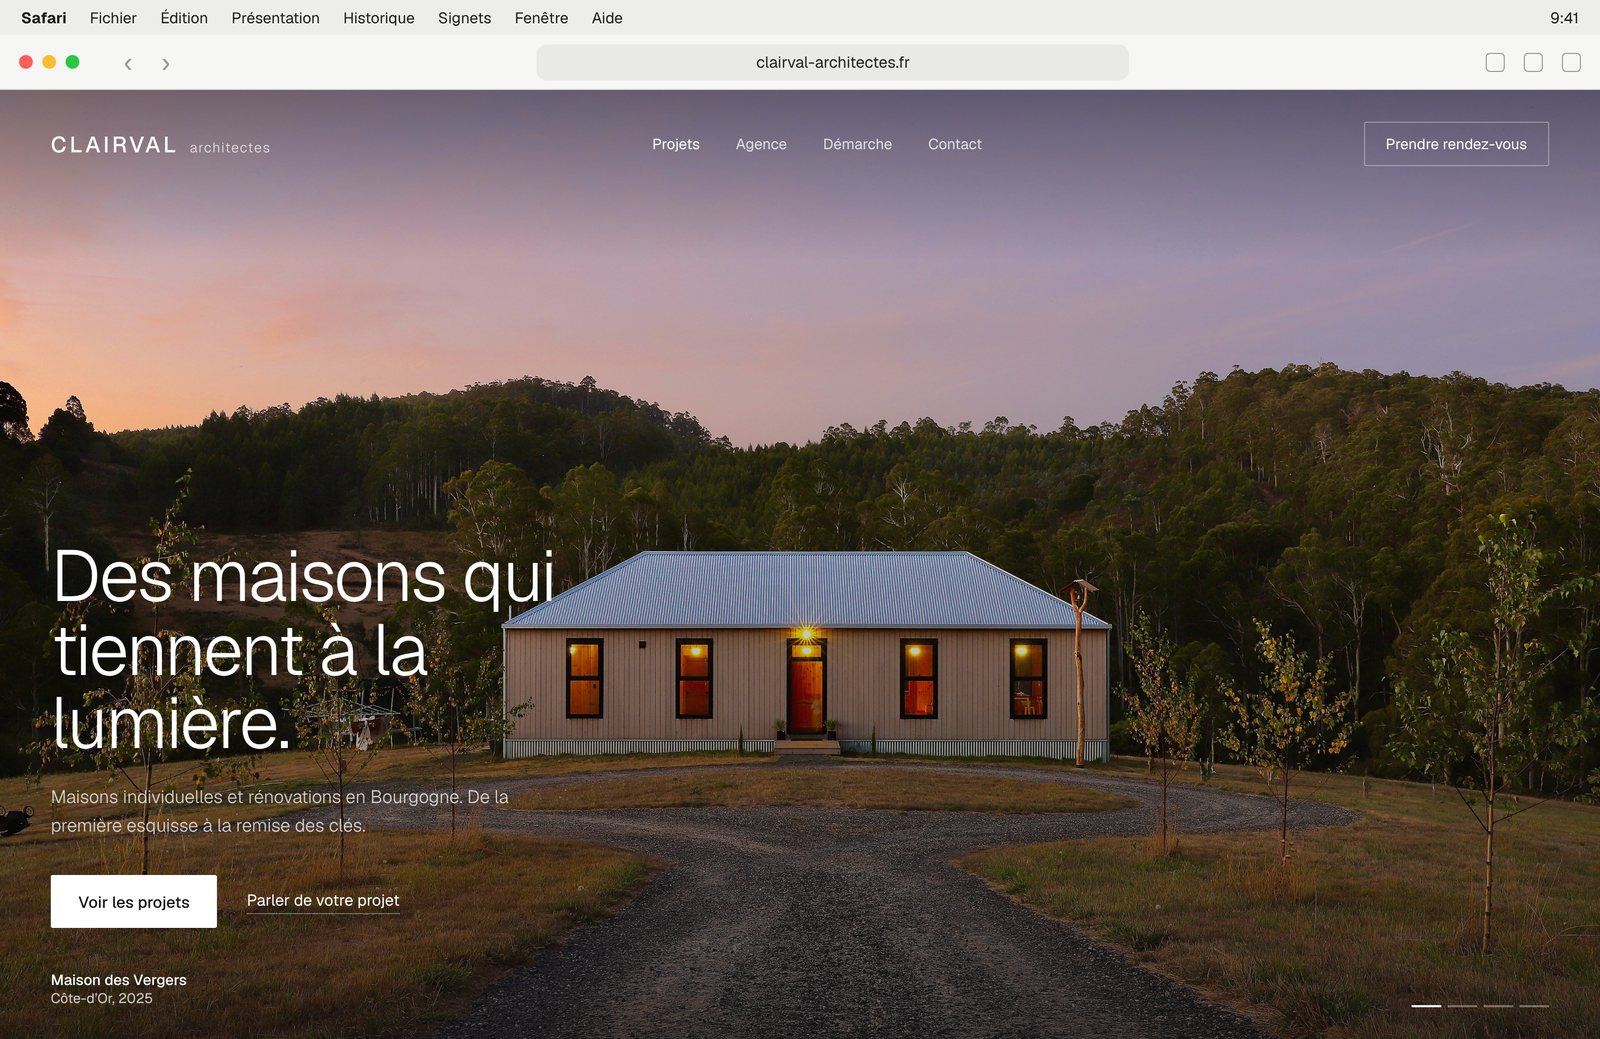 Safari Fichier Édition Présentation Historique Signets Fenêtre Aide 9:41
clairval-architectes.fr
CLAIRVAL architectes Projets Agence Démarche Contact Prendre rendez-vous
Des maisons qui
tiennent à la
lumière.
Maisons individuelles et rénovations en Bourgogne. De la
première esquisse à la remise des clés.
Voir les projets Parler de votre projet
Maison des Vergers
Côte-d'Or, 2025